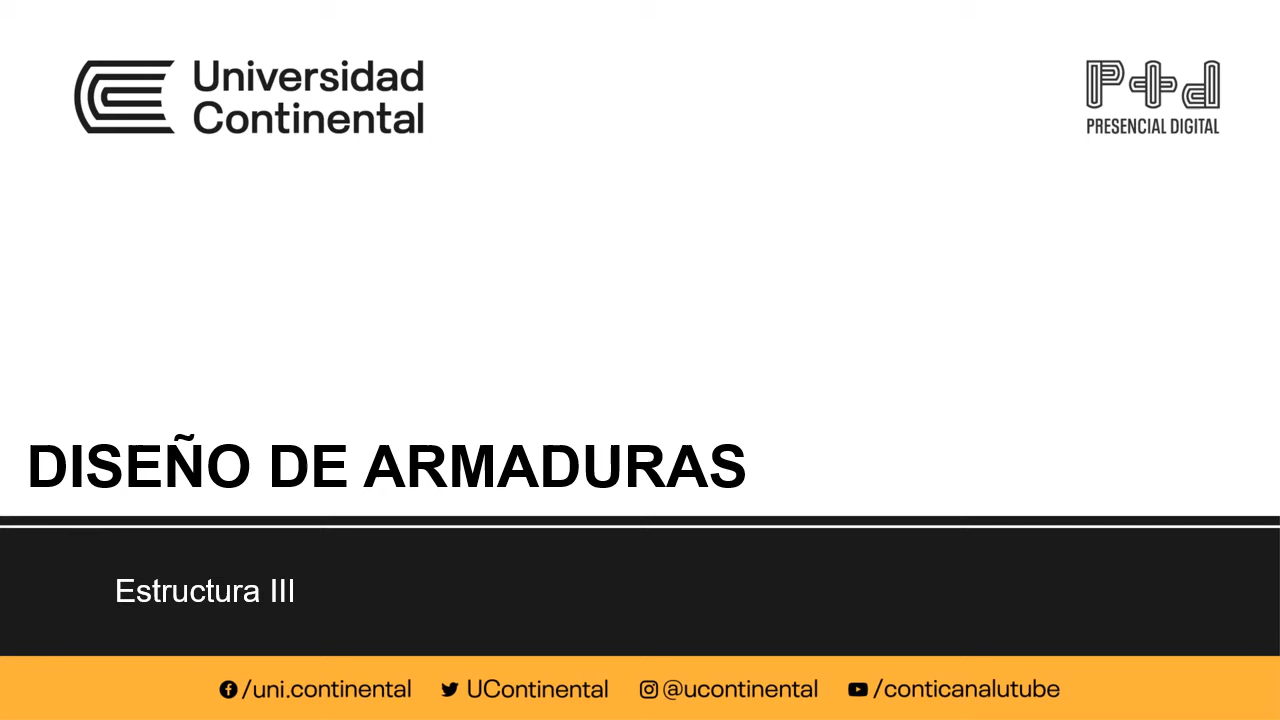 Universidad
Continental
P+d
PRESENCIAL DIGITAL
DISEÑO DE ARMADURAS
Estructura III
/uni.continental UContinental @ucontinental /conticanalutube